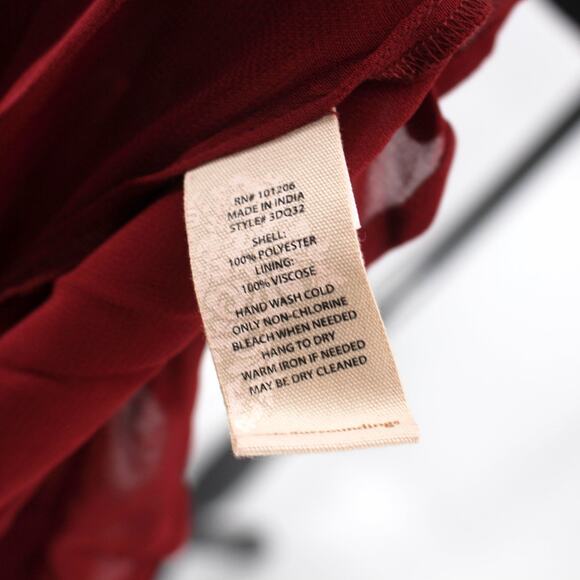 RN# 101206
MADE IN INDIA
STYLE# 3DQ32
SHELL:
100% POLYESTER
LINING:
100% VISCOSE
HAND WASH COLD
ONLY NON-CHLORINE
BLEACH WHEN NEEDED
HANG TO DRY
WARM IRON IF NEEDED
MAY BE DRY CLEANED
surroundings